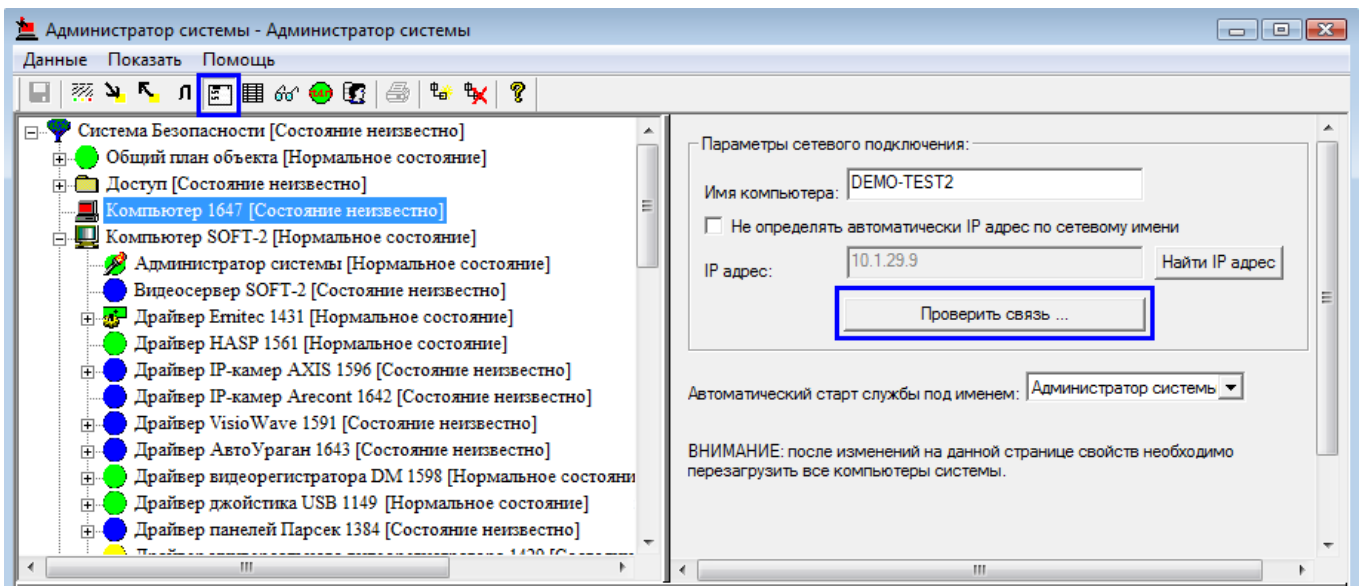 Администратор системы - Администратор системы
Данные Показать Помощь
Л
Система Безопасности [Состояние неизвестно]
Общий план объекта [Нормальное состояние]
Доступ [Состояние неизвестно]
Компьютер 1647 [Состояние неизвестно]
Компьютер SOFT-2 [Нормальное состояние]
Администратор системы [Нормальное состояние]
Видеосервер SOFT-2 [Состояние неизвестно]
Драйвер Ernitec 1431 [Нормальное состояние]
Драйвер HASP 1561 [Нормальное состояние]
Драйвер IP-камер AXIS 1596 [Состояние неизвестно]
Драйвер IP-камер Arecont 1642 [Состояние неизвестно]
Драйвер VisioWave 1591 [Состояние неизвестно]
Драйвер АвтоУраган 1643 [Состояние неизвестно]
Драйвер видеорегистратора DM 1598 [Нормальное состояни
Драйвер джойстика USB 1149 [Нормальное состояние]
Драйвер панелей Парсек 1384 [Состояние неизвестно]
Параметры сетевого подключения:
Имя компьютера: DEMO-TEST2
Не определять автоматически IP адрес по сетевому имени
IP адрес: 10.1.29.9 Найти IP адрес
Проверить связь ...
Автоматический старт службы под именем: Администратор системь
ВНИМАНИЕ: после изменений на данной странице свойств необходимо
перезагрузить все компьютеры системы.